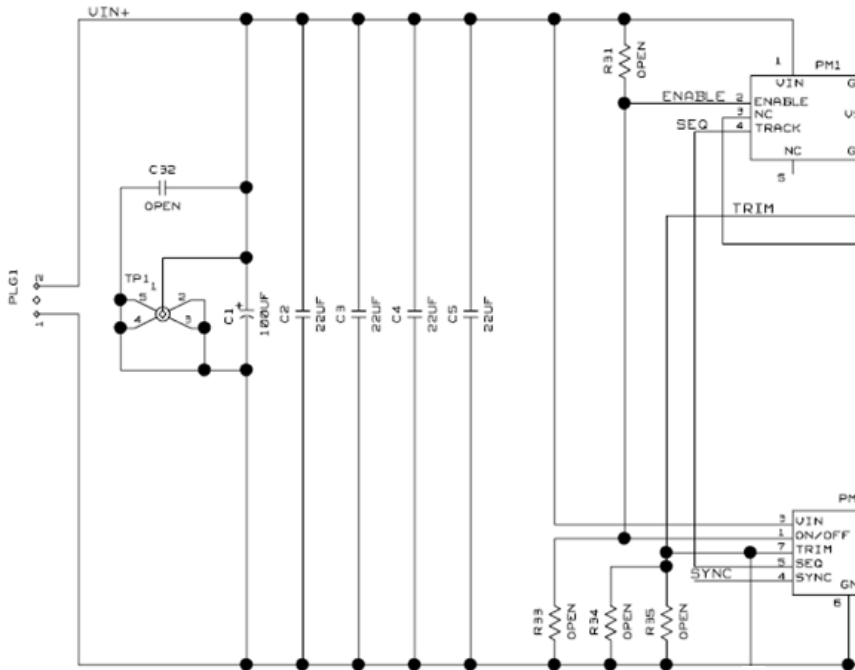 VIN+
1
PM1
R31
OPEN
VIN
G
ENABLE
2
ENABLE
3
NC
V
SEQ
4
TRACK
NC
G
5
C32
OPEN
TRIM
PLG1
2
1
TP1
1
5
2
4
3
C1
+
100UF
C2
22UF
C3
22UF
C4
22UF
C5
22UF
PM
3
VIN
1
ON/OFF
7
TRIM
5
SEQ
SYNC
4
SYNC
GN
6
R33
OPEN
R34
OPEN
R35
OPEN